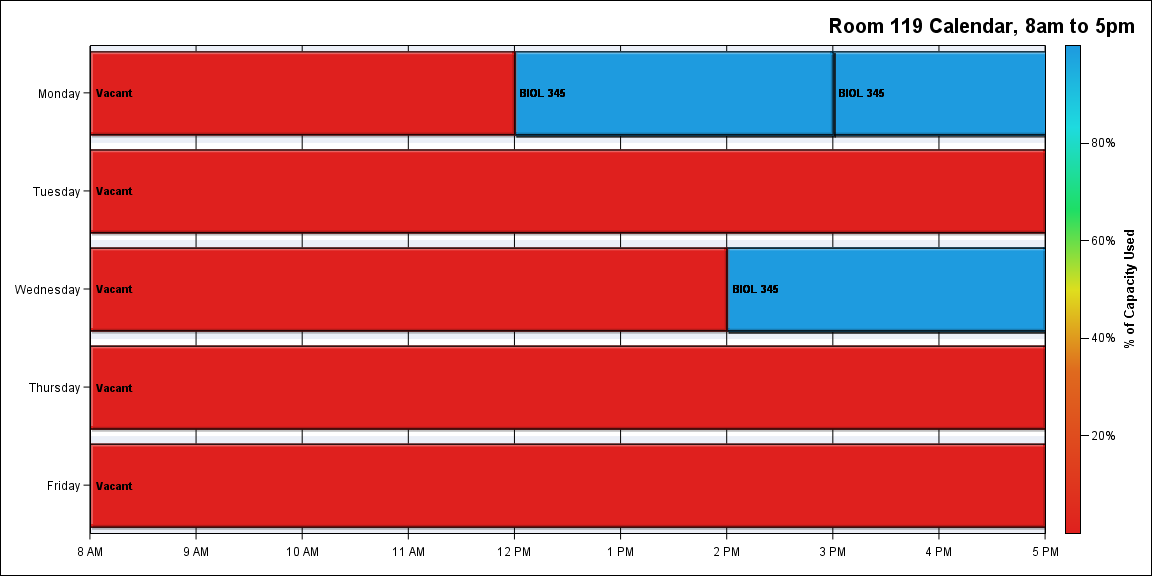 Room 119 Calendar, 8am to 5pm
Monday
Vacant
BIOL 345
BIOL 345
Tuesday
Vacant
Wednesday
Vacant
BIOL 345
Thursday
Vacant
Friday
Vacant
8 AM
9 AM
10 AM
11 AM
12 PM
1 PM
2 PM
3 PM
4 PM
5 PM
80%
60%
40%
20%
% of Capacity Used